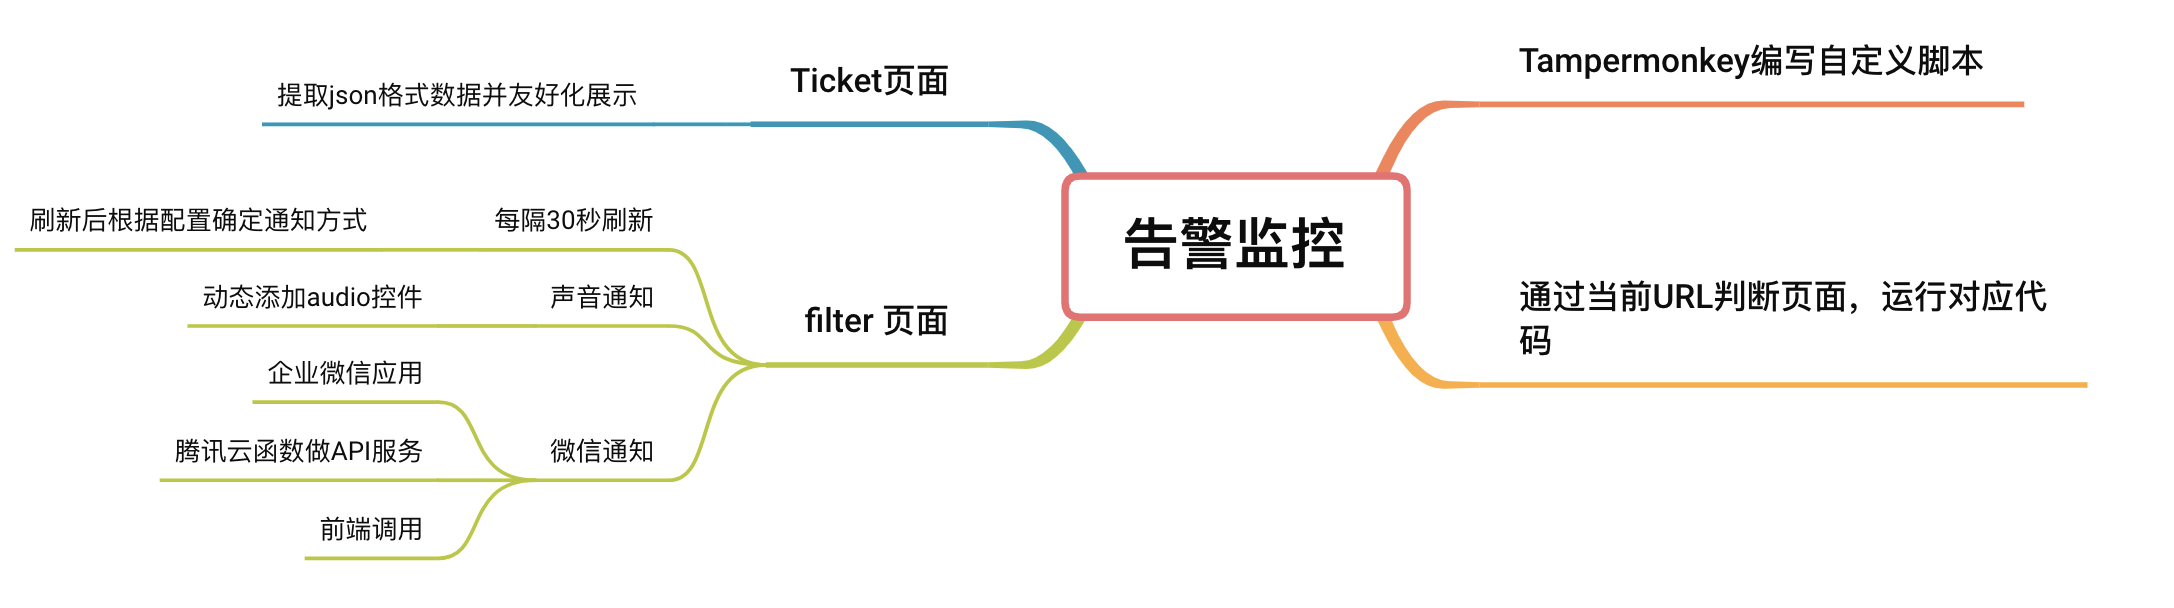 告警监控
Tampermonkey编写自定义脚本
通过当前URL判断页面，运行对应代
码
Ticket页面
提取json格式数据并友好化展示
filter 页面
每隔30秒刷新
刷新后根据配置确定通知方式
声音通知
动态添加audio控件
微信通知
企业微信应用
腾讯云函数做API服务
前端调用